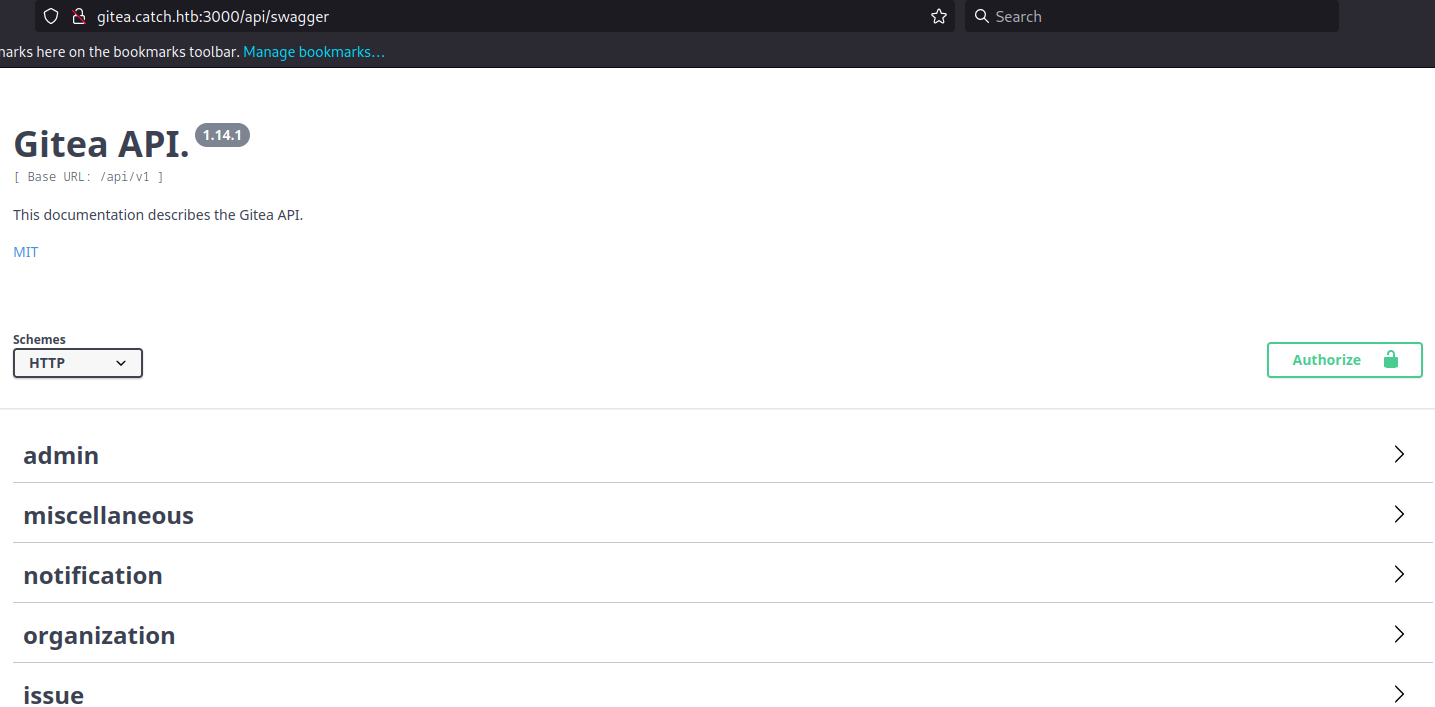 gitea.catch.htb:3000/api/swagger
Search
marks here on the bookmarks toolbar. Manage bookmarks…
Gitea API. 1.14.1
[ Base URL: /api/v1 ]
This documentation describes the Gitea API.
MIT
Schemes
HTTP
Authorize
admin
miscellaneous
notification
organization
issue